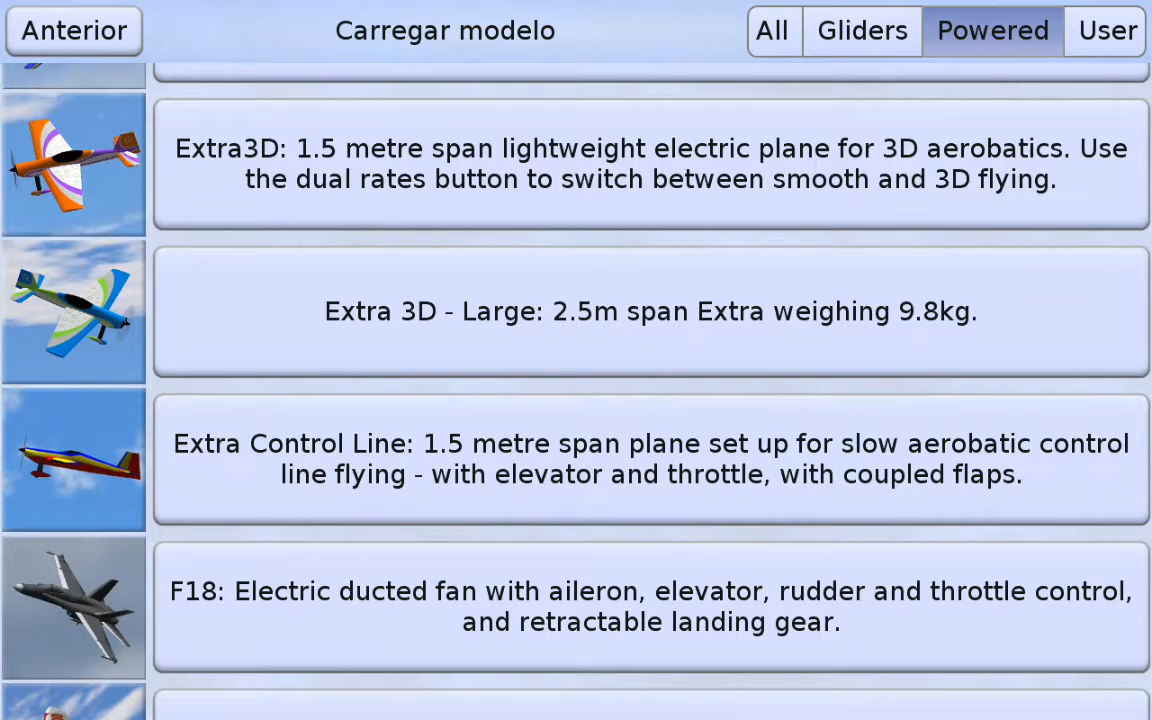 Anterior
Carregar modelo
All
Gliders
Powered
User
Extra3D: 1.5 metre span lightweight electric plane for 3D aerobatics. Use
the dual rates button to switch between smooth and 3D flying.
Extra 3D - Large: 2.5m span Extra weighing 9.8kg.
Extra Control Line: 1.5 metre span plane set up for slow aerobatic control
line flying - with elevator and throttle, with coupled flaps.
F18: Electric ducted fan with aileron, elevator, rudder and throttle control,
and retractable landing gear.